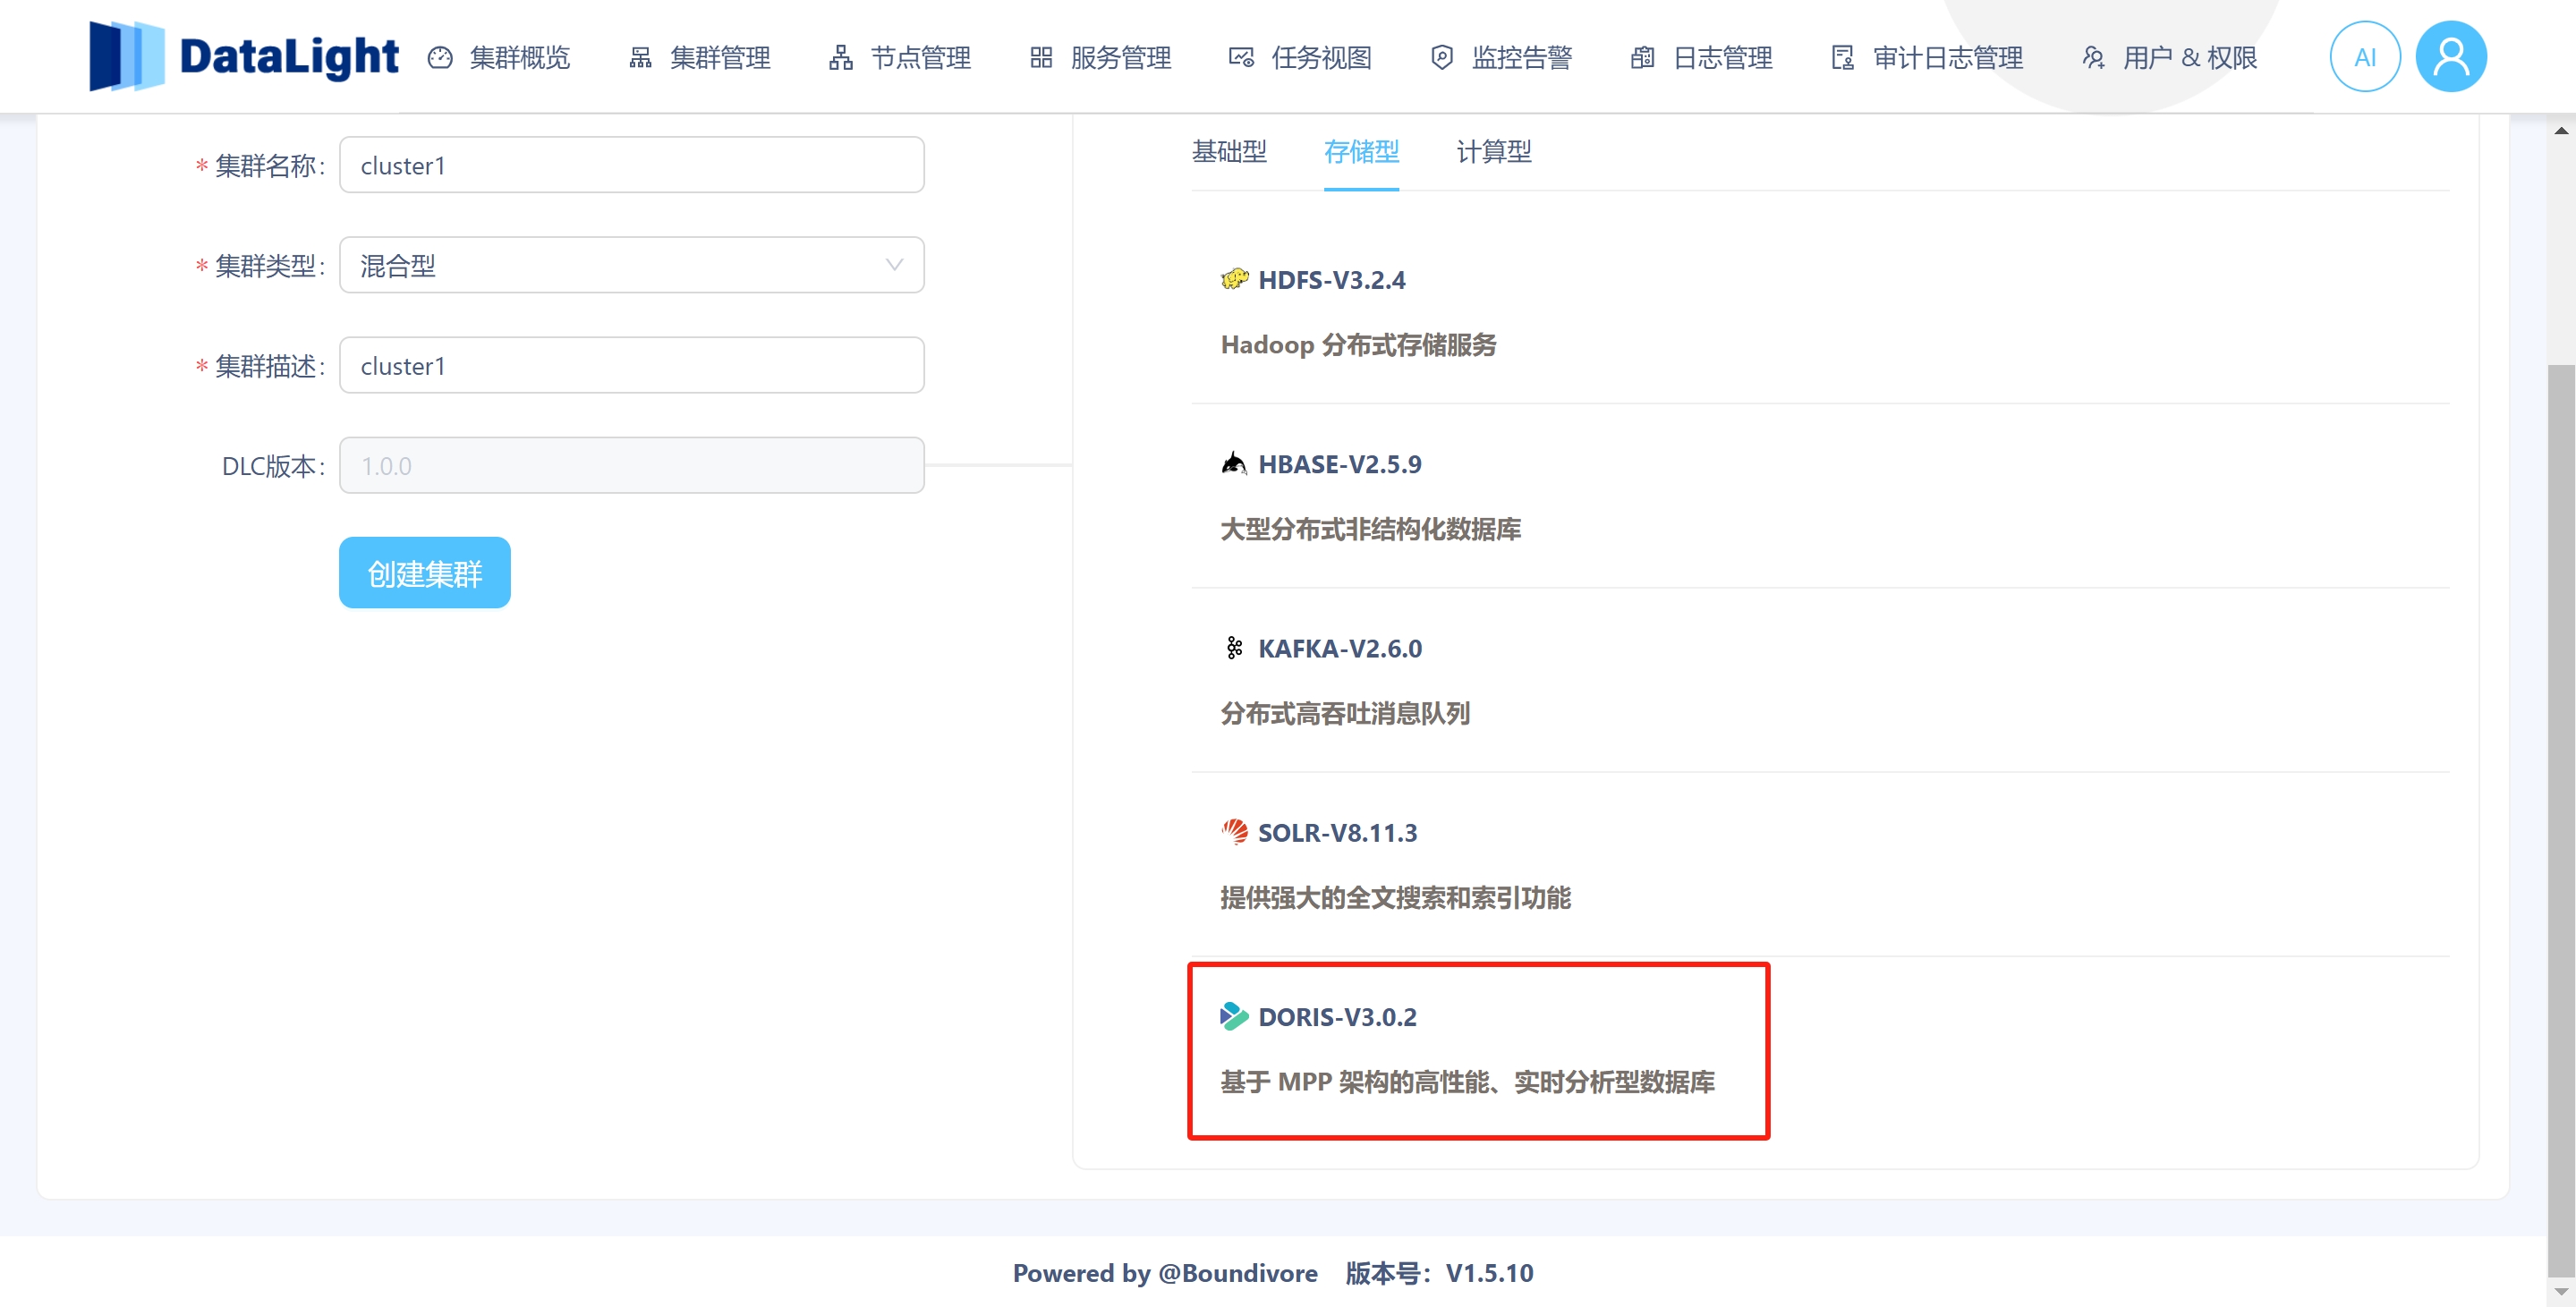 DataLight
集群概览
集群管理
节点管理
服务管理
任务视图
监控告警
日志管理
审计日志管理
用户 & 权限
AI
* 集群名称:
cluster1
* 集群类型:
混合型
* 集群描述:
cluster1
DLC版本:
1.0.0
创建集群
基础型
存储型
计算型
HDFS-V3.2.4
Hadoop 分布式存储服务
HBASE-V2.5.9
大型分布式非结构化数据库
KAFKA-V2.6.0
分布式高吞吐消息队列
SOLR-V8.11.3
提供强大的全文搜索和索引功能
DORIS-V3.0.2
基于 MPP 架构的高性能、实时分析型数据库
Powered by @Boundivore 版本号：V1.5.10